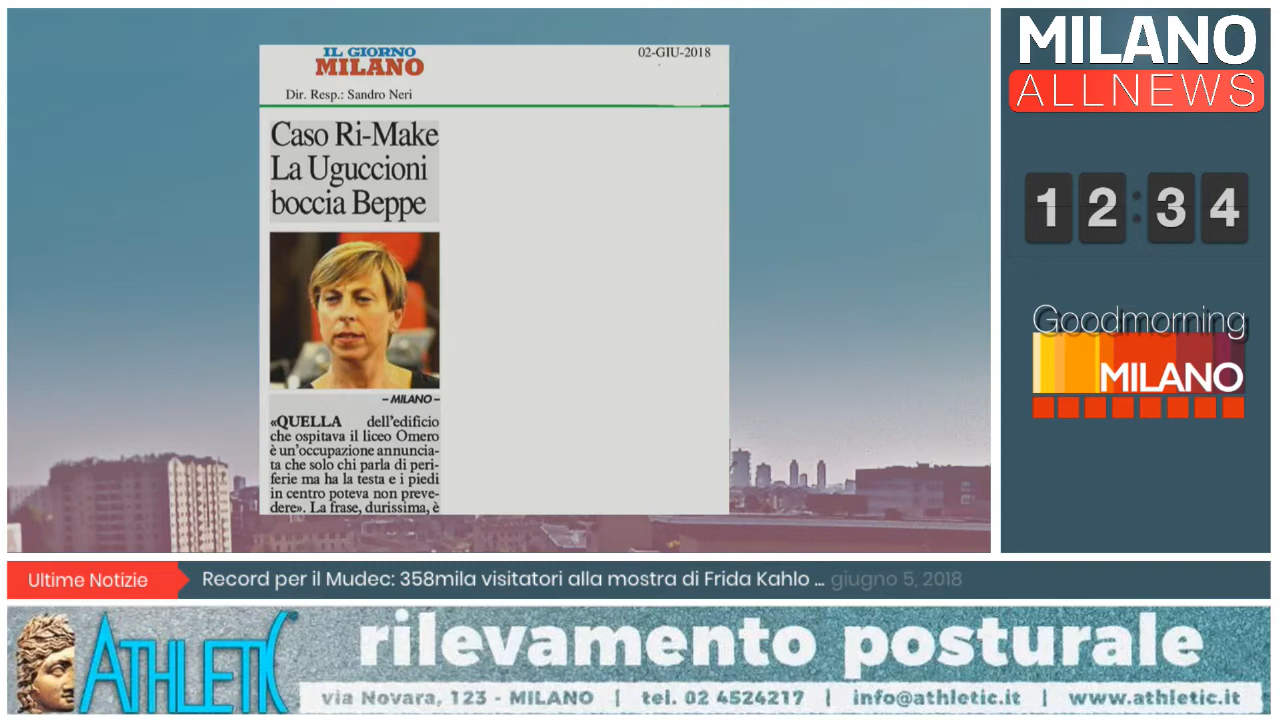 IL GIORNO
MILANO
02-GIU-2018
Dir. Resp.: Sandro Neri
Caso Ri-Make
La Uguccioni
boccia Beppe
– MILANO –
«QUELLA dell'edificio
che ospitava il liceo Omero
è un'occupazione annuncia-
ta che solo chi parla di peri-
ferie ma ha la testa e i piedi
in centro poteva non preve-
dere». La frase, durissima, è
MILANO
ALLNEWS
12:34
Goodmorning
MILANO
Ultime Notizie
Record per il Mudec: 358mila visitatori alla mostra di Frida Kahlo ... giugno 5, 2018
ATHLETIC
rilevamento posturale
via Novara, 123 - MILANO | tel. 02 4524217 | info@athletic.it | www.athletic.it